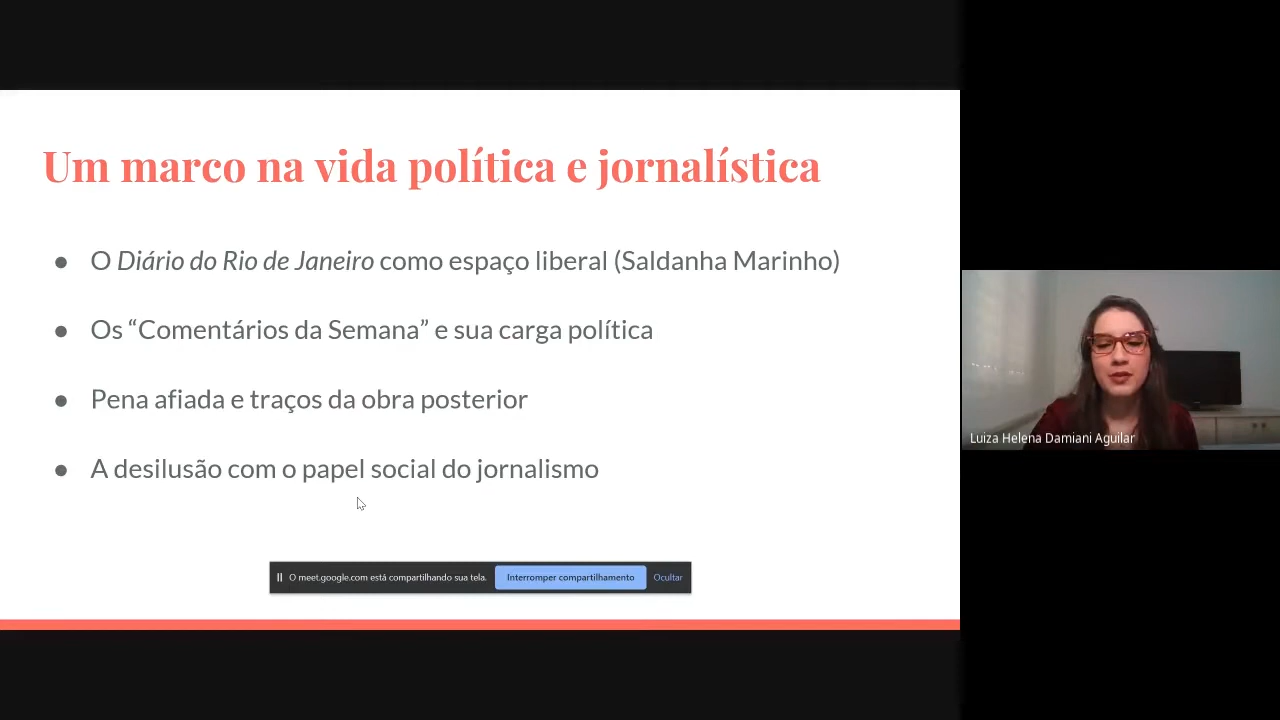 Um marco na vida política e jornalística
● O Diário do Rio de Janeiro como espaço liberal (Saldanha Marinho)
● Os “Comentários da Semana” e sua carga política
● Pena afiada e traços da obra posterior
● A desilusão com o papel social do jornalismo
O meet.google.com está compartilhando sua tela. Interromper compartilhamento Ocultar
Luiza Helena Damiani Aguilar